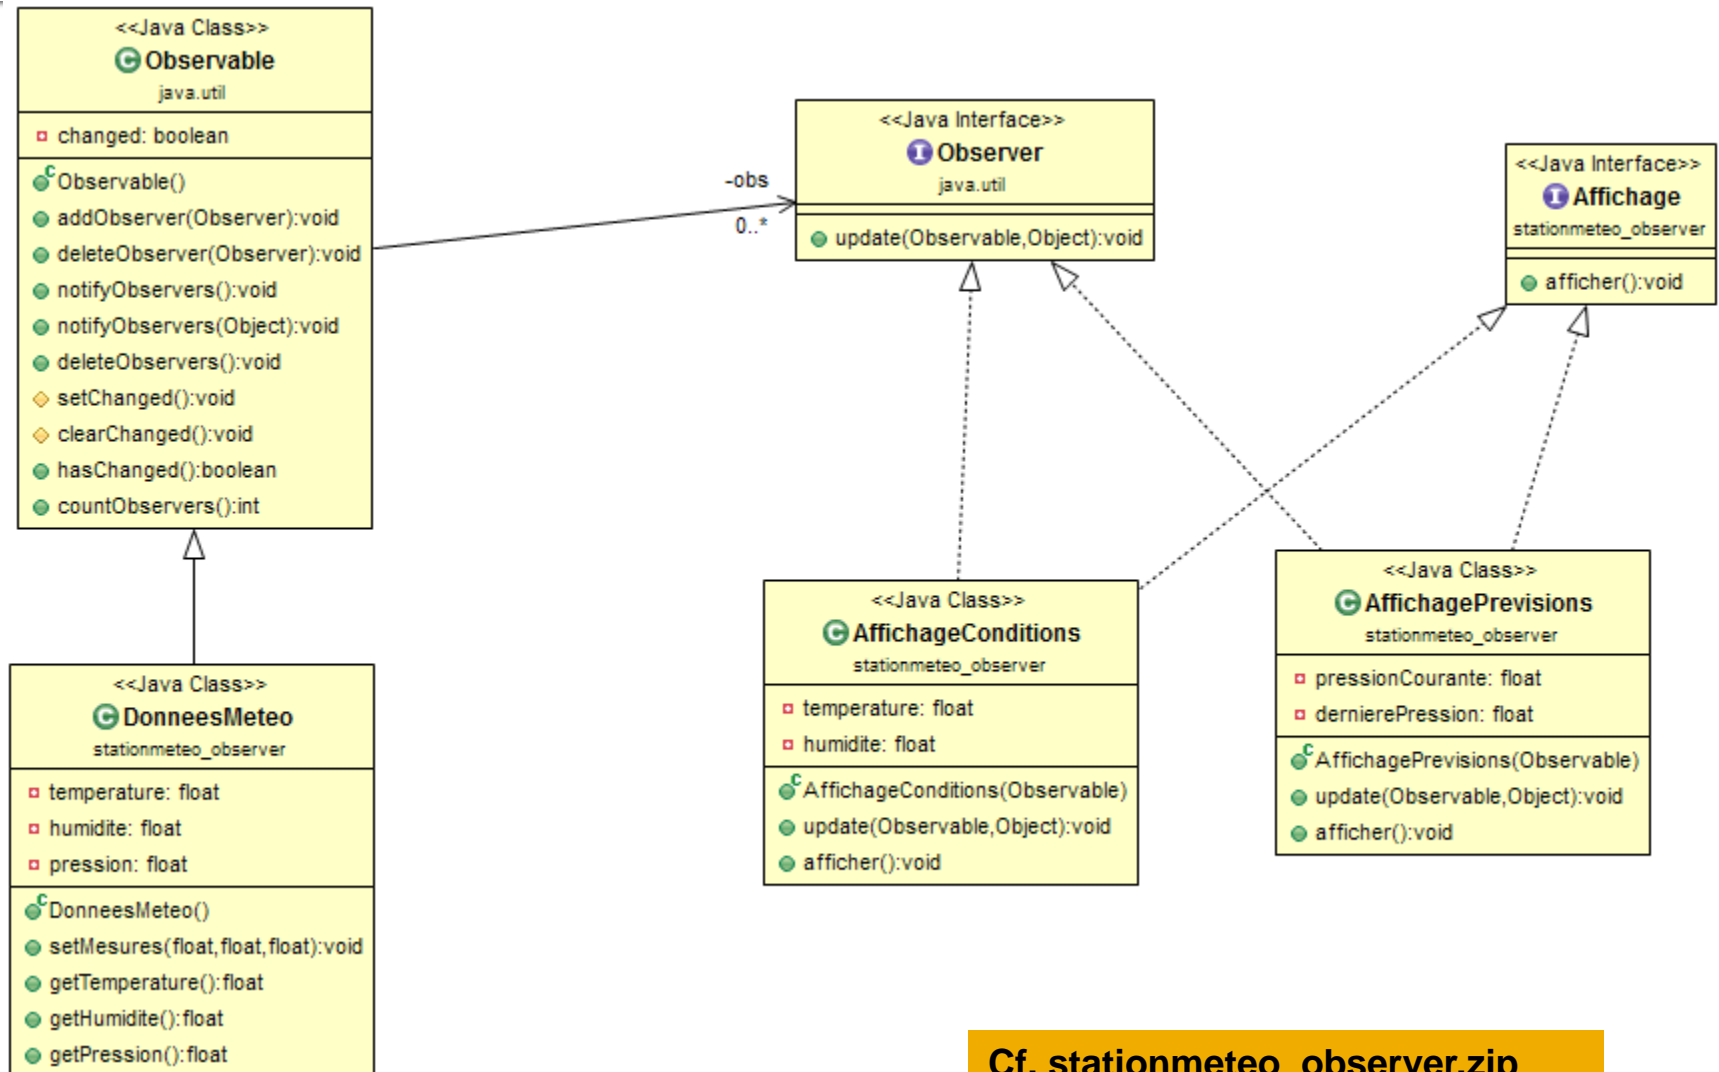 <<Java Class>>
Observable
java.util
changed: boolean
Observable()
addObserver(Observer):void
deleteObserver(Observer):void
notifyObservers():void
notifyObservers(Object):void
deleteObservers():void
setChanged():void
clearChanged():void
hasChanged():boolean
countObservers():int
-obs
0..*
<<Java Interface>>
Observer
java.util
update(Observable,Object):void
<<Java Interface>>
Affichage
stationmeteo_observer
afficher():void
<<Java Class>>
DonneesMeteo
stationmeteo_observer
temperature: float
humidite: float
pression: float
DonneesMeteo()
setMesures(float,float,float):void
getTemperature():float
getHumidite():float
getPression():float
<<Java Class>>
AffichageConditions
stationmeteo_observer
temperature: float
humidite: float
AffichageConditions(Observable)
update(Observable,Object):void
afficher():void
<<Java Class>>
AffichagePrevisions
stationmeteo_observer
pressionCourante: float
dernierePression: float
AffichagePrevisions(Observable)
update(Observable,Object):void
afficher():void
Cf. stationmeteo_observer.zip